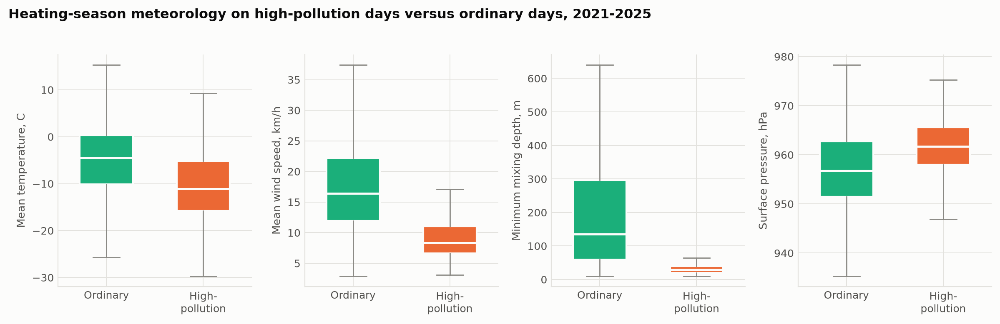 Heating-season meteorology on high-pollution days versus ordinary days, 2021-2025
Mean temperature, C
10
0
−10
−20
−30
Ordinary
High-
pollution
Mean wind speed, km/h
35
30
25
20
15
10
5
Ordinary
High-
pollution
Minimum mixing depth, m
600
500
400
300
200
100
0
Ordinary
High-
pollution
Surface pressure, hPa
980
970
960
950
940
Ordinary
High-
pollution